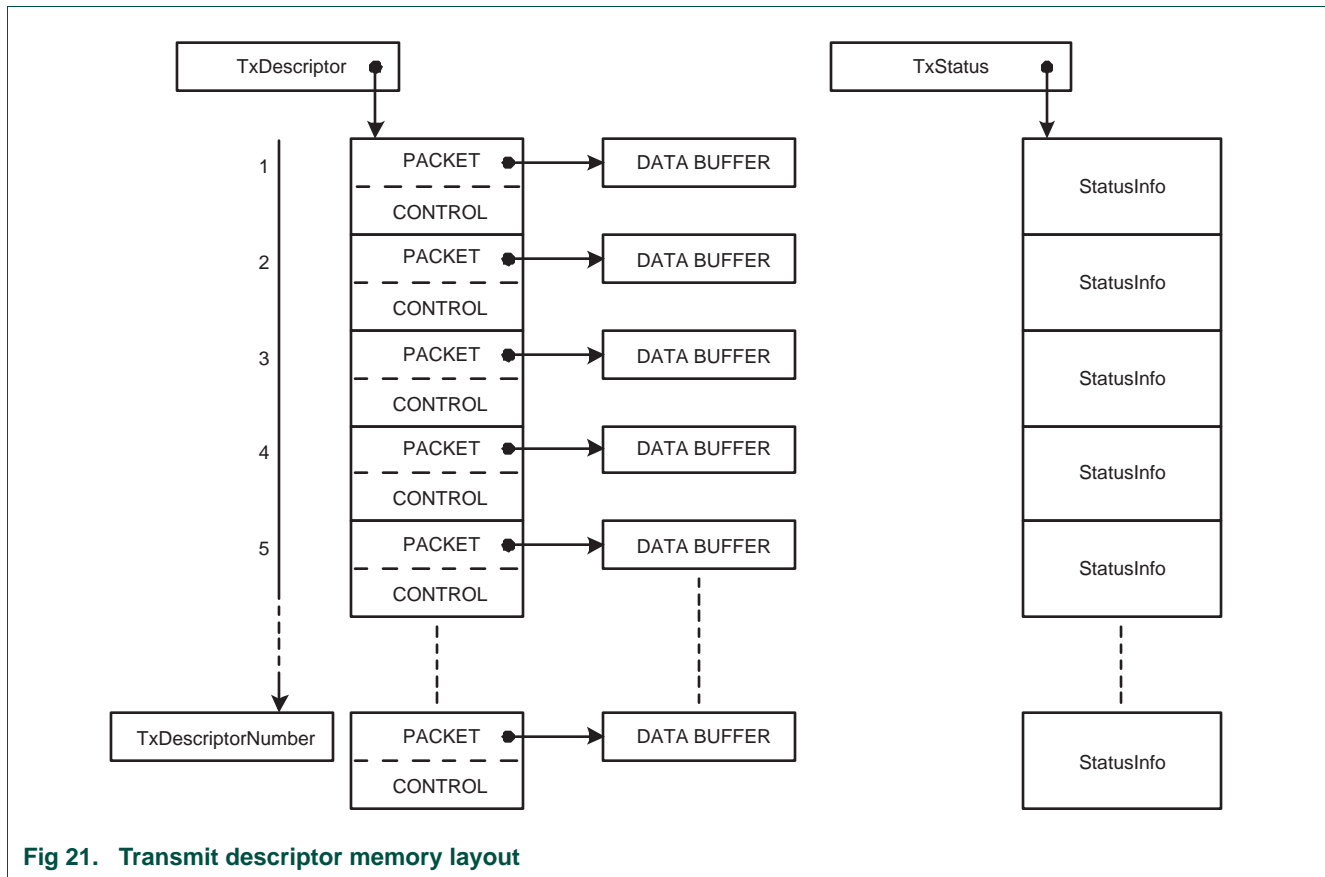 TxDescriptor
TxStatus
1
PACKET
DATA BUFFER
StatusInfo
CONTROL
2
PACKET
DATA BUFFER
StatusInfo
CONTROL
3
PACKET
DATA BUFFER
StatusInfo
CONTROL
4
PACKET
DATA BUFFER
StatusInfo
CONTROL
5
PACKET
DATA BUFFER
StatusInfo
CONTROL
TxDescriptorNumber
PACKET
DATA BUFFER
StatusInfo
CONTROL
Fig 21. Transmit descriptor memory layout